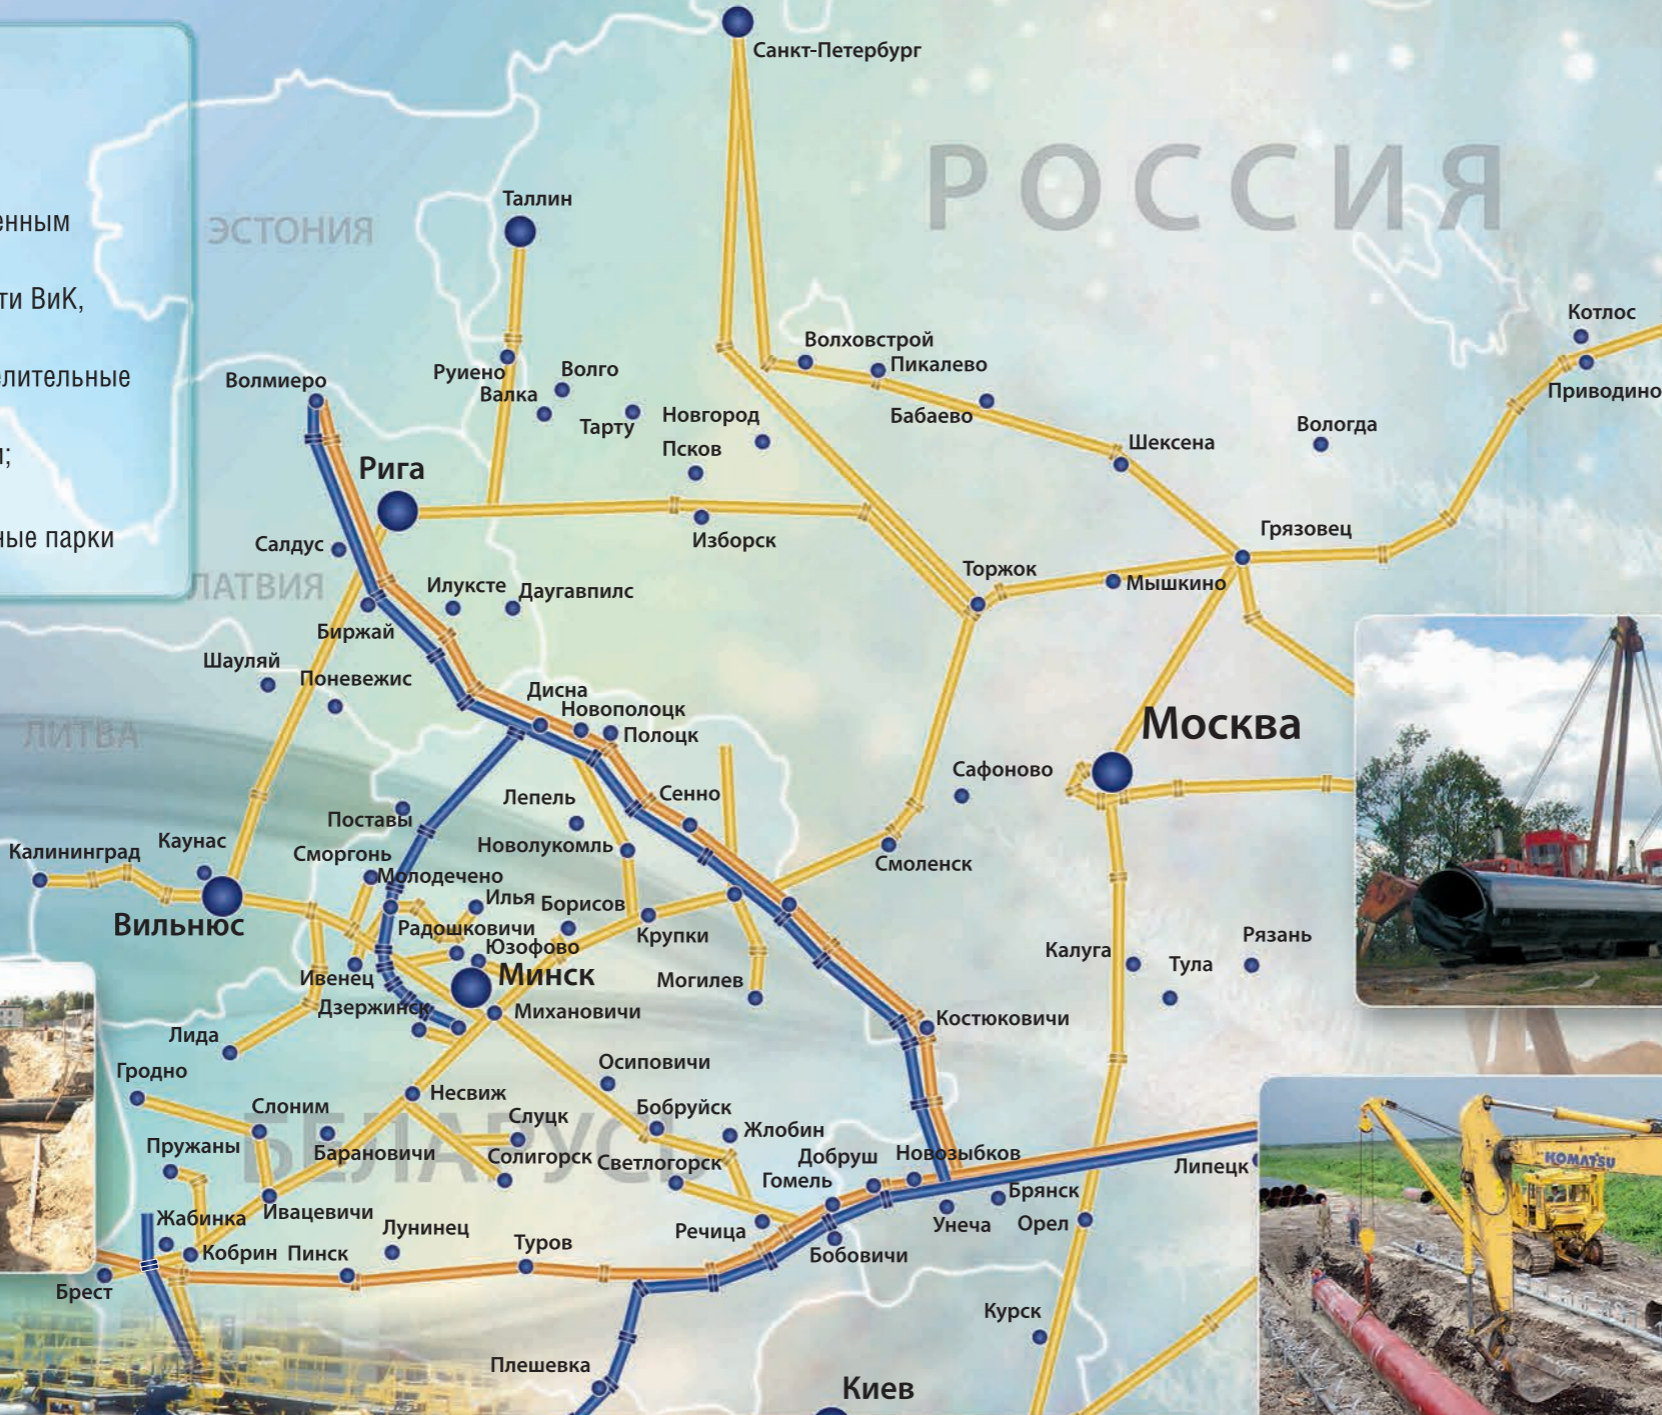 Санкт-Петербург
РОССИЯ
Таллин
ЭСТОНИЯ
енным
ти ВиК,
елительные
и;
ные парки
Котлос
Приводино
Волховстрой
Пикалево
Бабаево
Руиено
Волго
Валка
Тарту
Новгород
Псков
Волмиеро
Вологда
Шексена
Рига
Изборск
Грязовец
Салдус
ЛАТВИЯ
Илуксте
Даугавпилс
Торжок
Мышкино
Биржай
Шауляй
Поневежис
Дисна
Новополоцк
Полоцк
Москва
ЛИТВА
Сафоново
Лепель
Сенно
Поставы
Новолукомль
Каунас
Калининград
Сморгонь
Молодечено
Смоленск
Илья
Борисов
Вильнюс
Радошковичи
Юзофово
Крупки
Калуга
Тула
Рязань
Ивенец
Минск
Могилев
Дзержинск
Михановичи
Костюковичи
Лида
Гродно
Осиповичи
Несвиж
Слоним
БЕЛАРУСЬ
Слуцк
Бобруйск
Жлобин
Пружаны
Барановичи
Солигорск
Светлогорск
Добруш
Новозыбков
Гомель
Липецк
KOMATSU
Брянск
Жабинка
Ивацевичи
Лунинец
Речица
Унеча
Орел
Кобрин
Пинск
Туров
Бобовичи
Брест
Курск
Плешевка
Киев